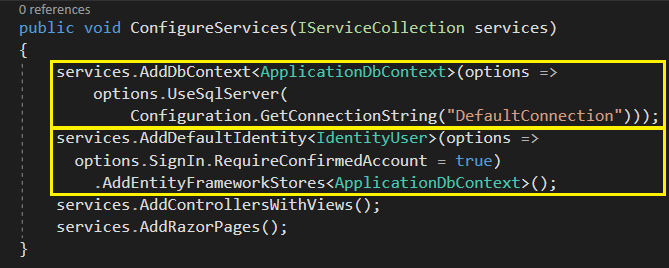 0 references
public void ConfigureServices(IServiceCollection services)
{
services.AddDbContext<ApplicationDbContext>(options =>
options.UseSqlServer(
Configuration.GetConnectionString("DefaultConnection")));
services.AddDefaultIdentity<IdentityUser>(options =>
options.SignIn.RequireConfirmedAccount = true)
.AddEntityFrameworkStores<ApplicationDbContext>();
services.AddControllersWithViews();
services.AddRazorPages();
}